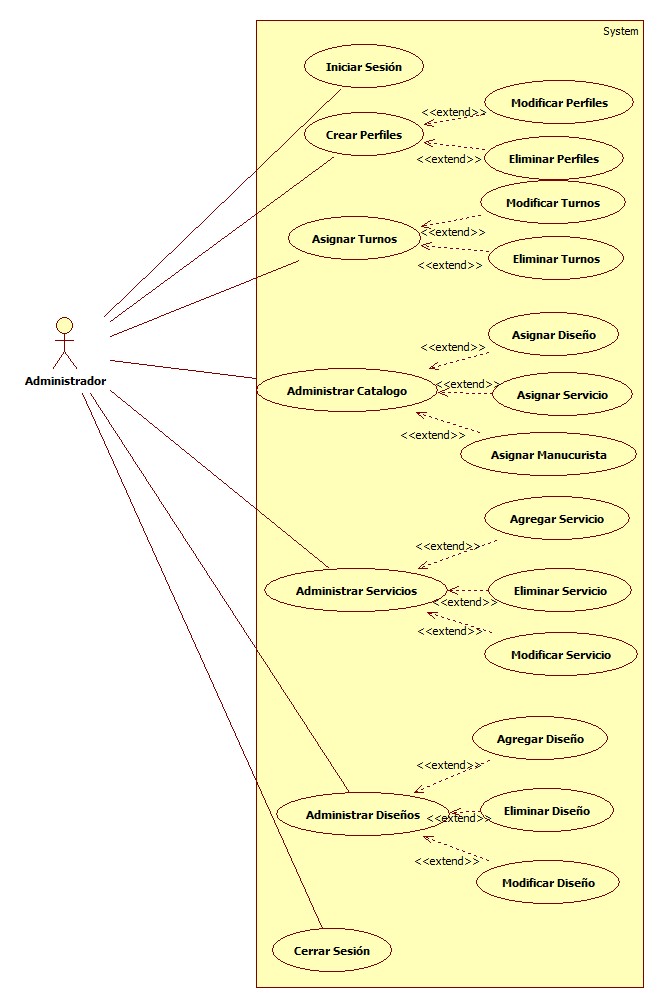 System
Iniciar Sesión
Modificar Perfiles
<<extend>>
Crear Perfiles
<<extend>>
Eliminar Perfiles
Modificar Turnos
<<extend>>
Asignar Turnos
Eliminar Turnos
<<extend>>
Administrador
Asignar Diseño
<<extend>>
Administrar Catalogo
<<extend>>
Asignar Servicio
<<extend>>
Asignar Manucurista
Agregar Servicio
<<extend>>
Administrar Servicios
Eliminar Servicio
<<extend>>
<<extend>>
Modificar Servicio
Agregar Diseño
<<extend>>
Administrar Diseños
Eliminar Diseño
<<extend>>
<<extend>>
Modificar Diseño
Cerrar Sesión